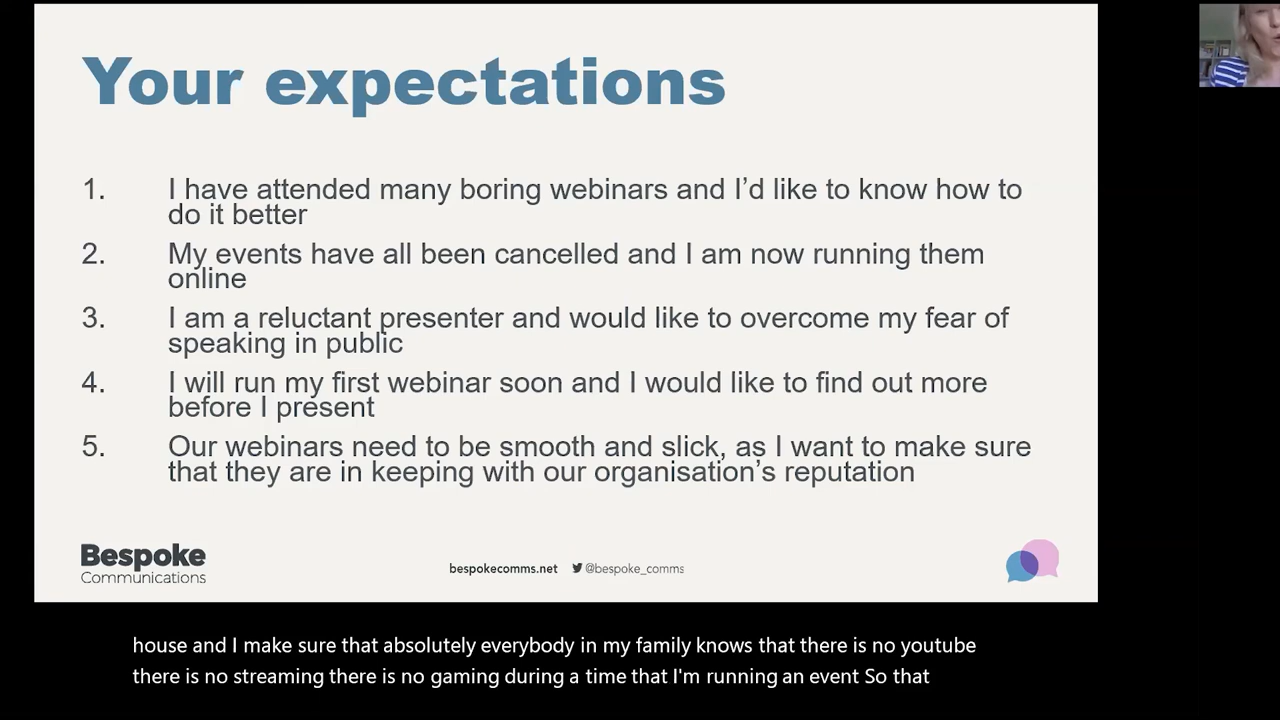 Your expectations
1. I have attended many boring webinars and I’d like to know how to
do it better
2. My events have all been cancelled and I am now running them
online
3. I am a reluctant presenter and would like to overcome my fear of
speaking in public
4. I will run my first webinar soon and I would like to find out more
before I present
5. Our webinars need to be smooth and slick, as I want to make sure
that they are in keeping with our organisation’s reputation
Bespoke
Communications
bespokecomms.net @bespoke_comms
house and I make sure that absolutely everybody in my family knows that there is no youtube
there is no streaming there is no gaming during a time that I'm running an event So that